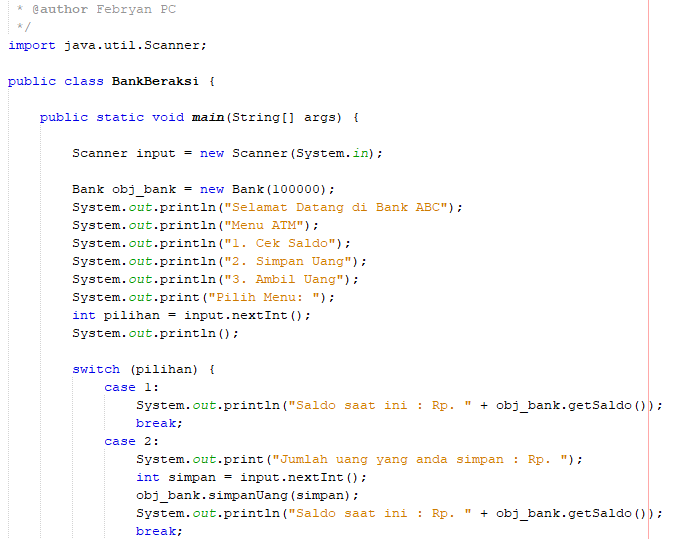 * @author Febryan PC
*/
import java.util.Scanner;
public class BankBeraksi {
public static void main(String[] args) {
Scanner input = new Scanner(System.in);
Bank obj_bank = new Bank(100000);
System.out.println("Selamat Datang di Bank ABC");
System.out.println("Menu ATM");
System.out.println("1. Cek Saldo");
System.out.println("2. Simpan Uang");
System.out.println("3. Ambil Uang");
System.out.print("Pilih Menu: ");
int pilihan = input.nextInt();
System.out.println();
switch (pilihan) {
case 1:
System.out.println("Saldo saat ini : Rp. " + obj_bank.getSaldo());
break;
case 2:
System.out.print("Jumlah uang yang anda simpan : Rp. ");
int simpan = input.nextInt();
obj_bank.simpanUang(simpan);
System.out.println("Saldo saat ini : Rp. " + obj_bank.getSaldo());
break;